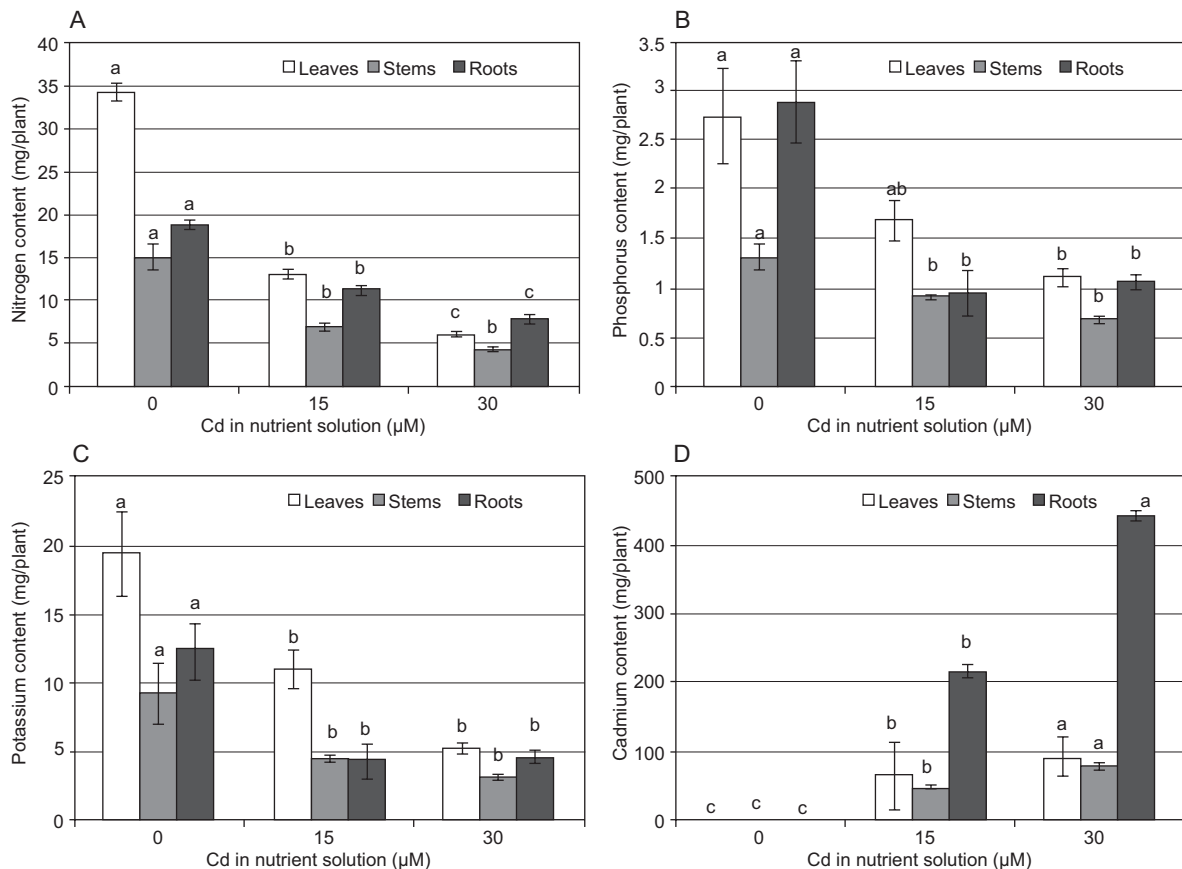 A
Nitrogen content (mg/plant)
40
35
30
25
20
15
10
5
0
Leaves Stems Roots
a
a
a
b
b
b
c
b
c
0 15 30
Cd in nutrient solution (µM)
B
Phosphorus content (mg/plant)
3.5
3
2.5
2
1.5
1
0.5
0
Leaves Stems Roots
a
a
a
ab
b
b
b
b
b
0 15 30
Cd in nutrient solution (µM)
C
Potassium content (mg/plant)
25
20
15
10
5
0
Leaves Stems Roots
a
a
a
b
b
b
b
b
b
0 15 30
Cd in nutrient solution (µM)
D
Cadmium content (mg/plant)
500
400
300
200
100
0
Leaves Stems Roots
c
c
c
b
b
b
a
a
a
0 15 30
Cd in nutrient solution (µM)